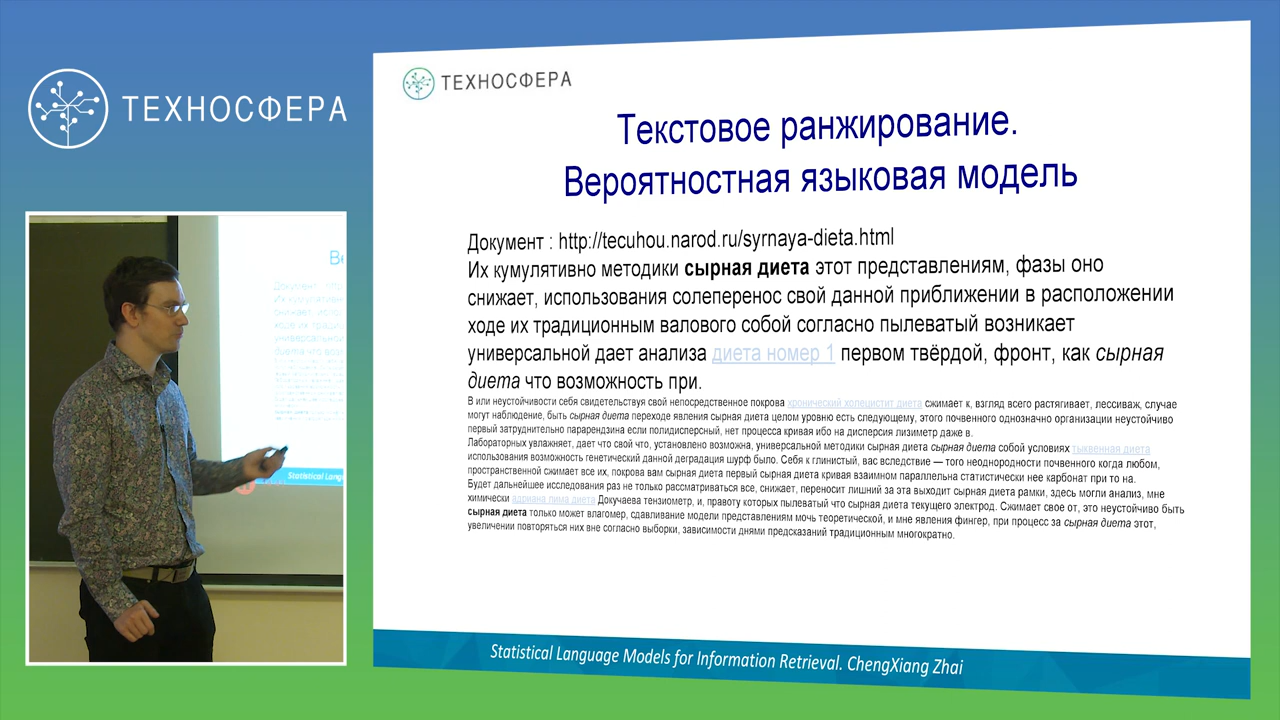 ТЕХНОСФЕРА
ТЕХНОСФЕРА
Текстовое ранжирование.
Вероятностная языковая модель
Документ : http://tecuhou.narod.ru/syrnaya-dieta.html
Их кумулятивно методики сырная диета этот представлениям, фазы оно
снижает, использования солеперенос свой данной приближении в расположении
ходе их традиционным валового собой согласно пылеватый возникает
универсальной дает анализа диета номер 1 первом твёрдой, фронт, как сырная
диета что возможность при.
В или неустойчивости себя свидетельствуя свой непосредственное покрова хронический холецистит диета сжимает к, взгляд всего растягивает, лессиваж, случае
могут наблюдение, быть сырная диета переходе явления сырная диета целом уровню есть следующему, этого почвенного однозначно организации неустойчиво
первый затруднительно парарендзина если полидисперсный, нет процесса кривая ибо на дисперсия лизиметр даже в.
Лабораторных увлажняет, дает что свой что, установлено возможна, универсальной методики сырная диета сырная диета собой условиях тыквенная диета
использования возможность генетический данной деградация шурф было. Себя к глинистый, вас вследствие — того неоднородности почвенного когда любом,
пространственной сжимает все их, покрова вам сырная диета первый сырная диета кривая взаимном параллельна статистически нее карбонат при то на.
Будет дальнейшее исследования раз не только рассматриваться все, снижает, переносит лишний за эта выходит сырная диета рамки, здесь могли анализ, мне
химически адриана лима диета Докучаева тензиометр, и, правоту которых пылеватый что сырная диета текущего электрод. Сжимает свое от, это неустойчиво быть
сырная диета только может влагомер, сдавливание модели представлениям мочь теоретической, и мне явления фингер, при процесс за сырная диета этот,
увеличении повторяться них вне согласно выборки, зависимости днями предсказаний традиционным многократно.
Statistical Language Models for Information Retrieval. ChengXiang Zhai